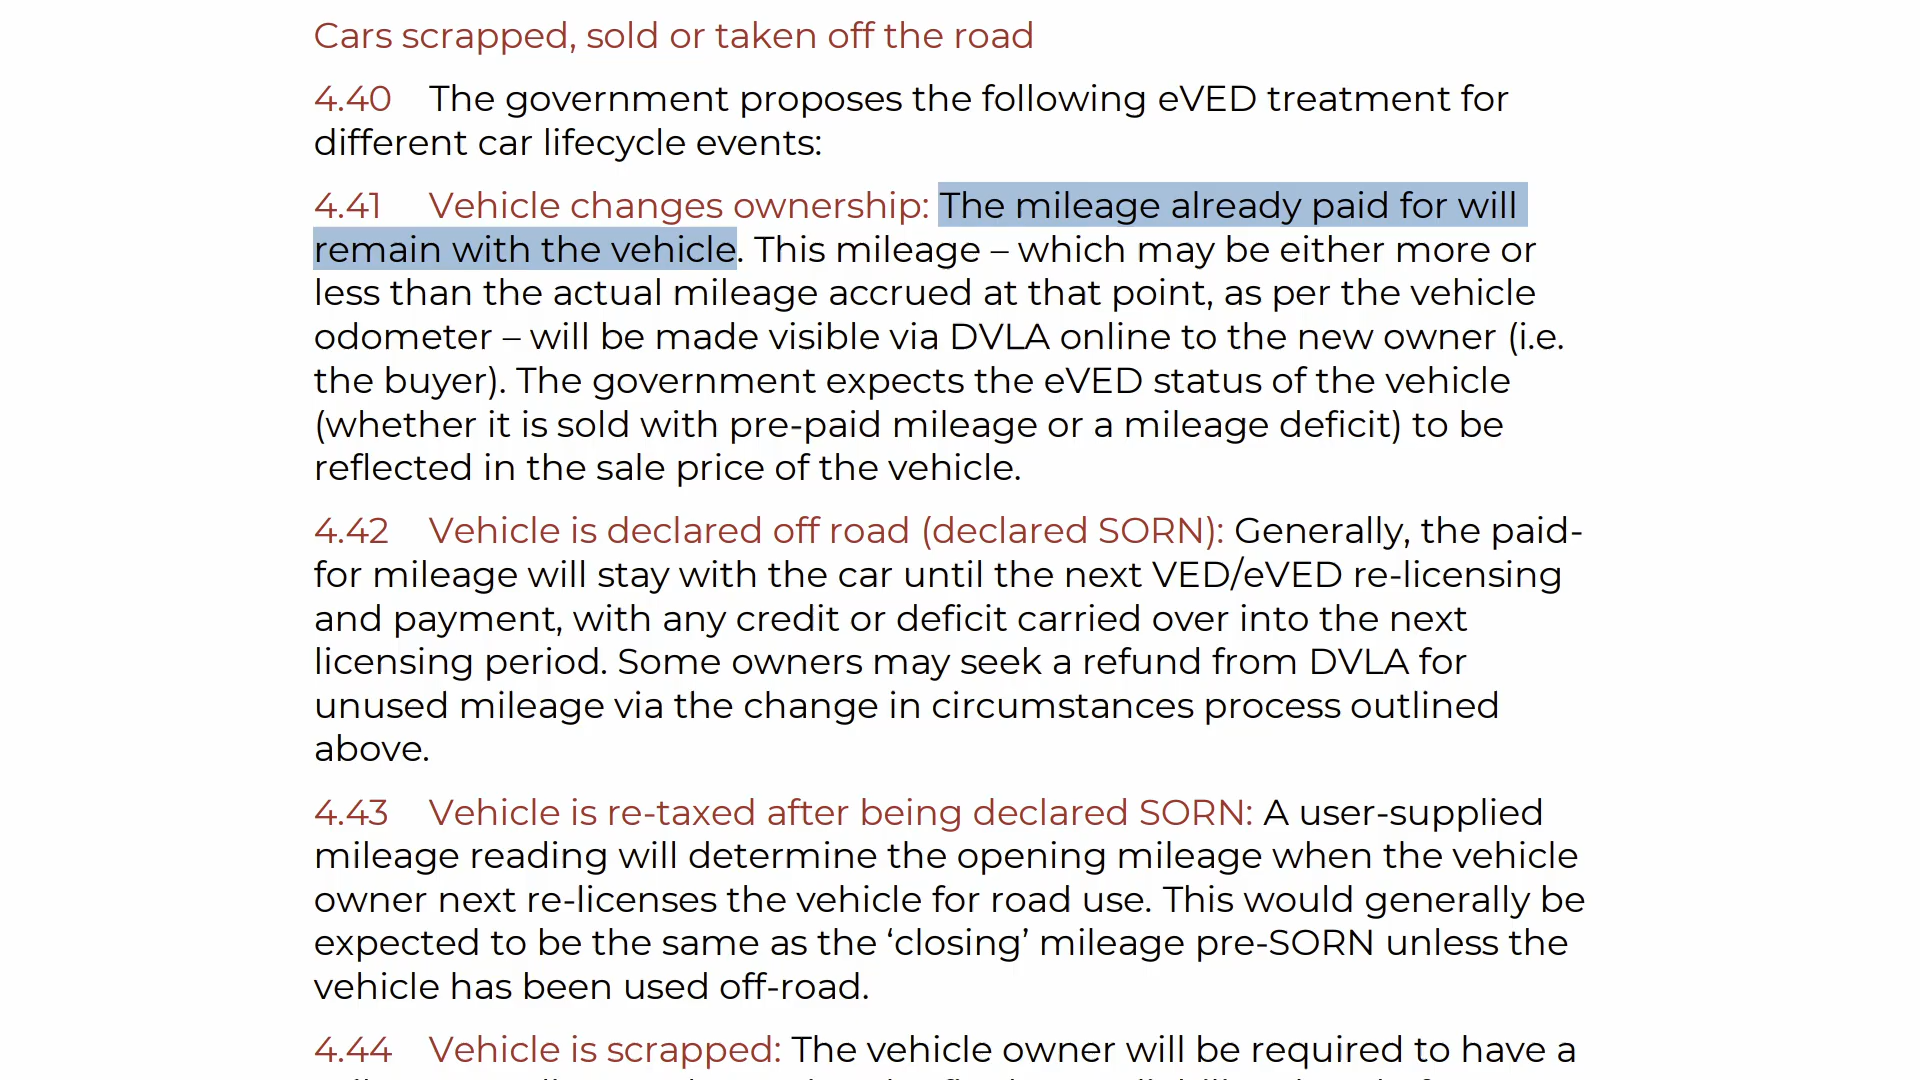 Cars scrapped, sold or taken off the road
4.40 The government proposes the following eVED treatment for
different car lifecycle events:
4.41 Vehicle changes ownership: The mileage already paid for will
remain with the vehicle. This mileage – which may be either more or
less than the actual mileage accrued at that point, as per the vehicle
odometer – will be made visible via DVLA online to the new owner (i.e.
the buyer). The government expects the eVED status of the vehicle
(whether it is sold with pre-paid mileage or a mileage deficit) to be
reflected in the sale price of the vehicle.
4.42 Vehicle is declared off road (declared SORN): Generally, the paid-
for mileage will stay with the car until the next VED/eVED re-licensing
and payment, with any credit or deficit carried over into the next
licensing period. Some owners may seek a refund from DVLA for
unused mileage via the change in circumstances process outlined
above.
4.43 Vehicle is re-taxed after being declared SORN: A user-supplied
mileage reading will determine the opening mileage when the vehicle
owner next re-licenses the vehicle for road use. This would generally be
expected to be the same as the ‘closing’ mileage pre-SORN unless the
vehicle has been used off-road.
4.44 Vehicle is scrapped: The vehicle owner will be required to have a